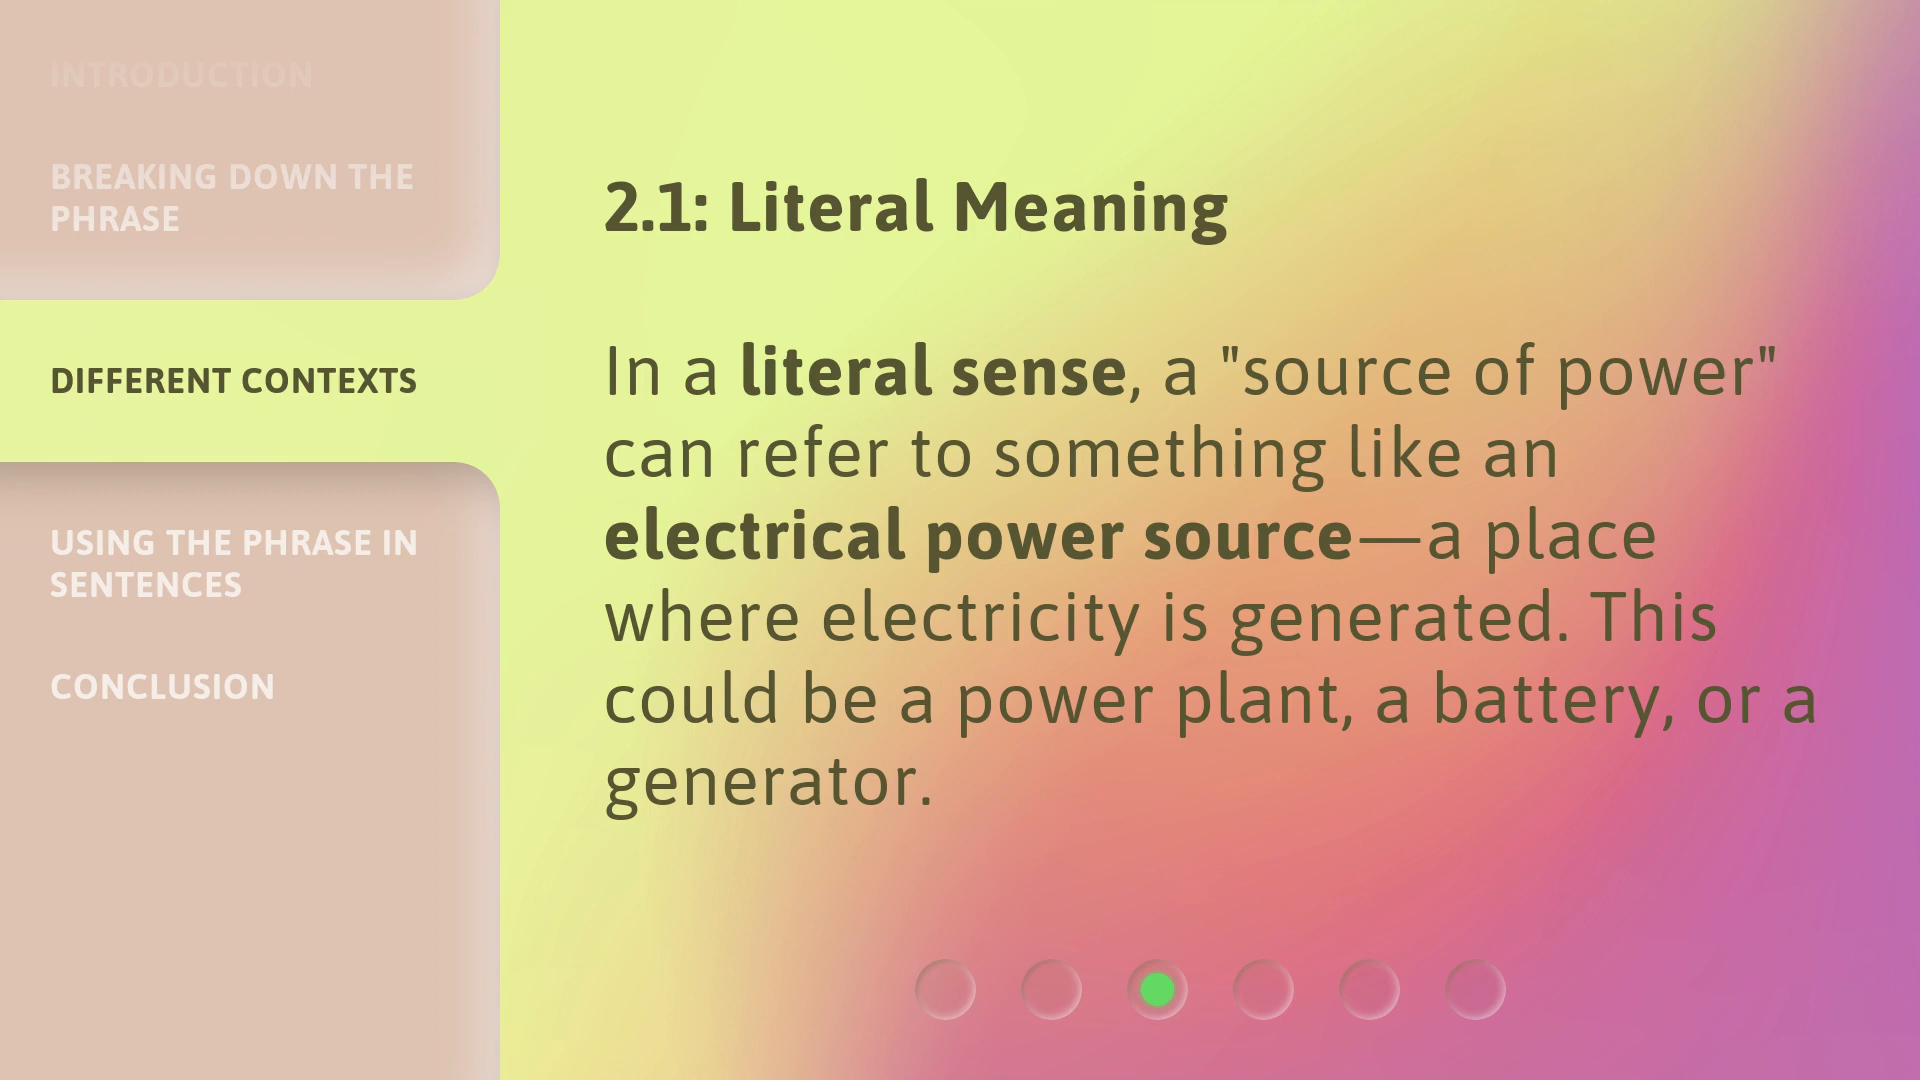 INTRODUCTION
BREAKING DOWN THE
PHRASE
DIFFERENT CONTEXTS
USING THE PHRASE IN
SENTENCES
CONCLUSION
2.1: Literal Meaning
In a literal sense, a "source of power"
can refer to something like an
electrical power source—a place
where electricity is generated. This
could be a power plant, a battery, or a
generator.